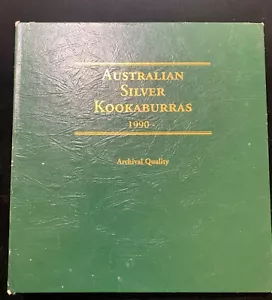 AUSTRALIAN
SILVER
KOOKABURRAS
1990 -
Archival Quality